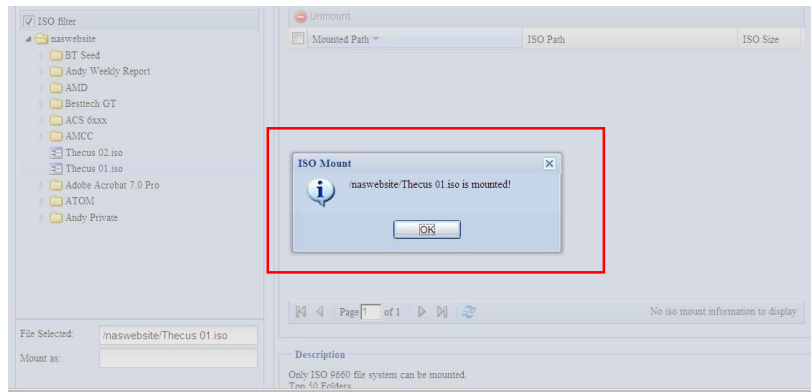 ISO filter
naswebsite
BT Seed
Andy Weekly Report
AMD
Besttech GT
ACS 6xxx
AMCC
Thecus 02.iso
Thecus 01.iso
Adobe Acrobat 7.0 Pro
ATOM
Andy Private
File Selected: /naswebsite/Thecus 01.iso
Mount as:
Unmount
Mounted Path ISO Path ISO Size
ISO Mount
/naswebsite/Thecus 01.iso is mounted!
OK
Page 1 of 1 No iso mount information to display
Description
Only ISO 9660 file system can be mounted.
Top 50 Folders